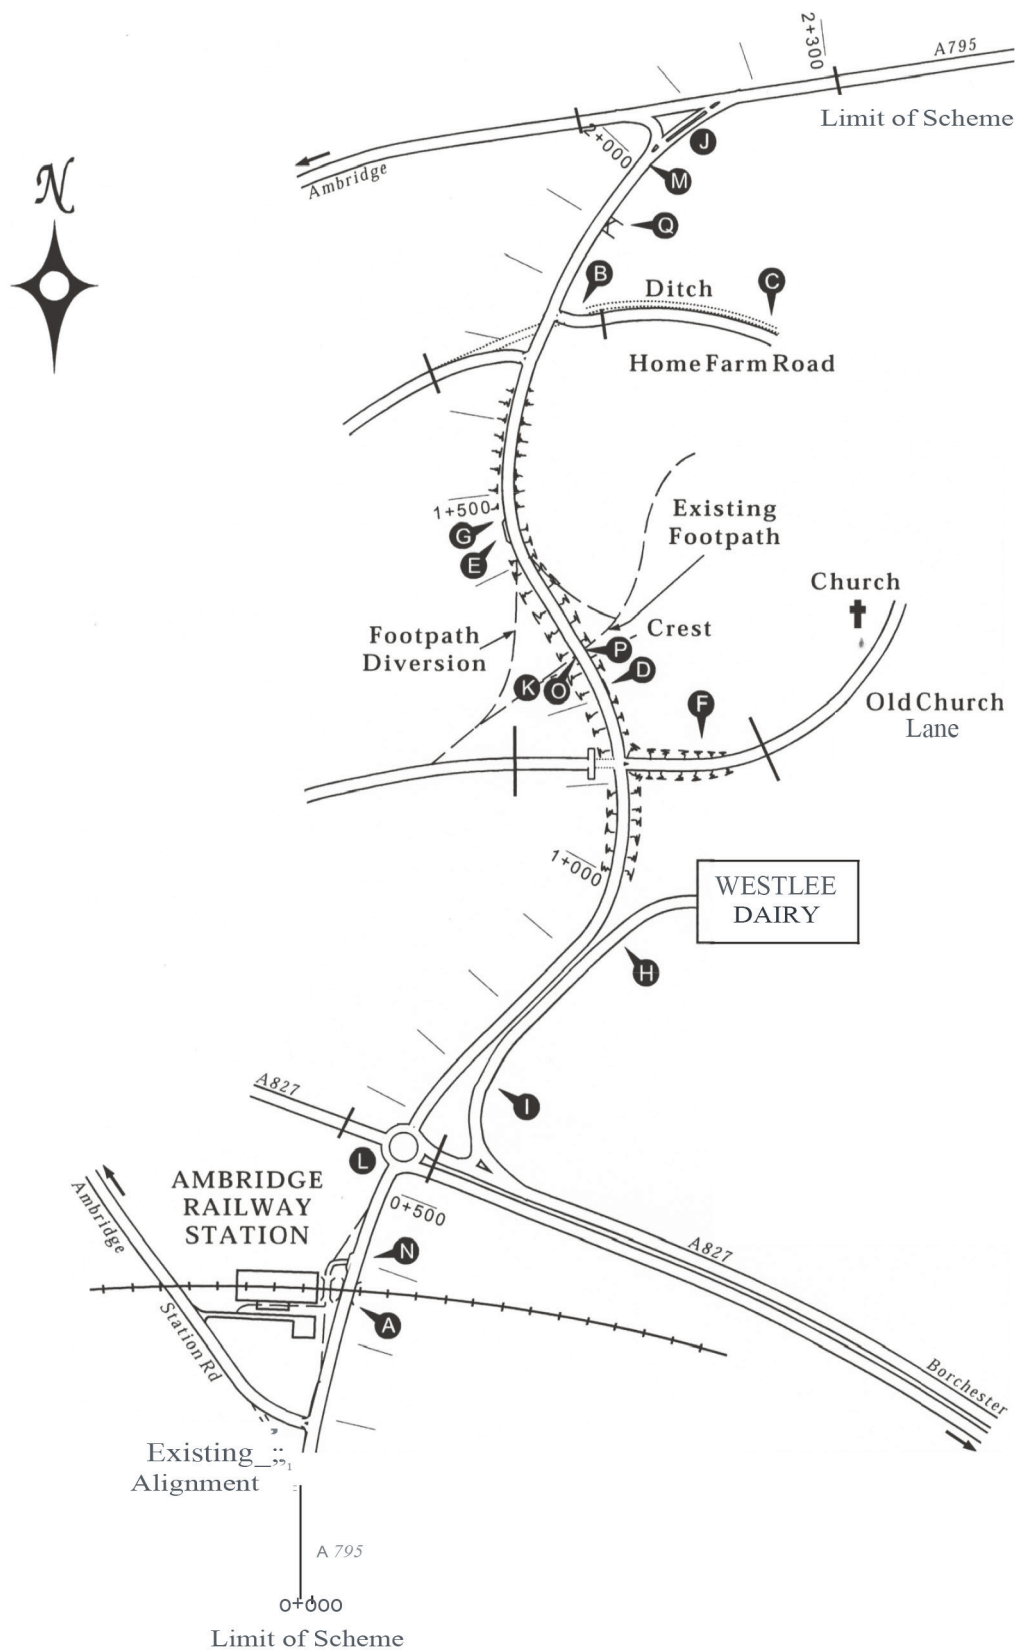 2+300
A795
Limit of Scheme
J
2+000
Ambridge
M
N
Q
B
Ditch
C
Home Farm Road
1+500
G
E
Existing
Footpath
Church
Footpath
Diversion
Crest
P
K
O
D
F
Old Church
Lane
1+000
WESTLEE
DAIRY
H
A827
I
L
AMBRIDGE
RAILWAY
STATION
Ambridge
0+500
N
A827
A
Station Rd
Borchester
Existing
Alignment
A 795
0+000
Limit of Scheme